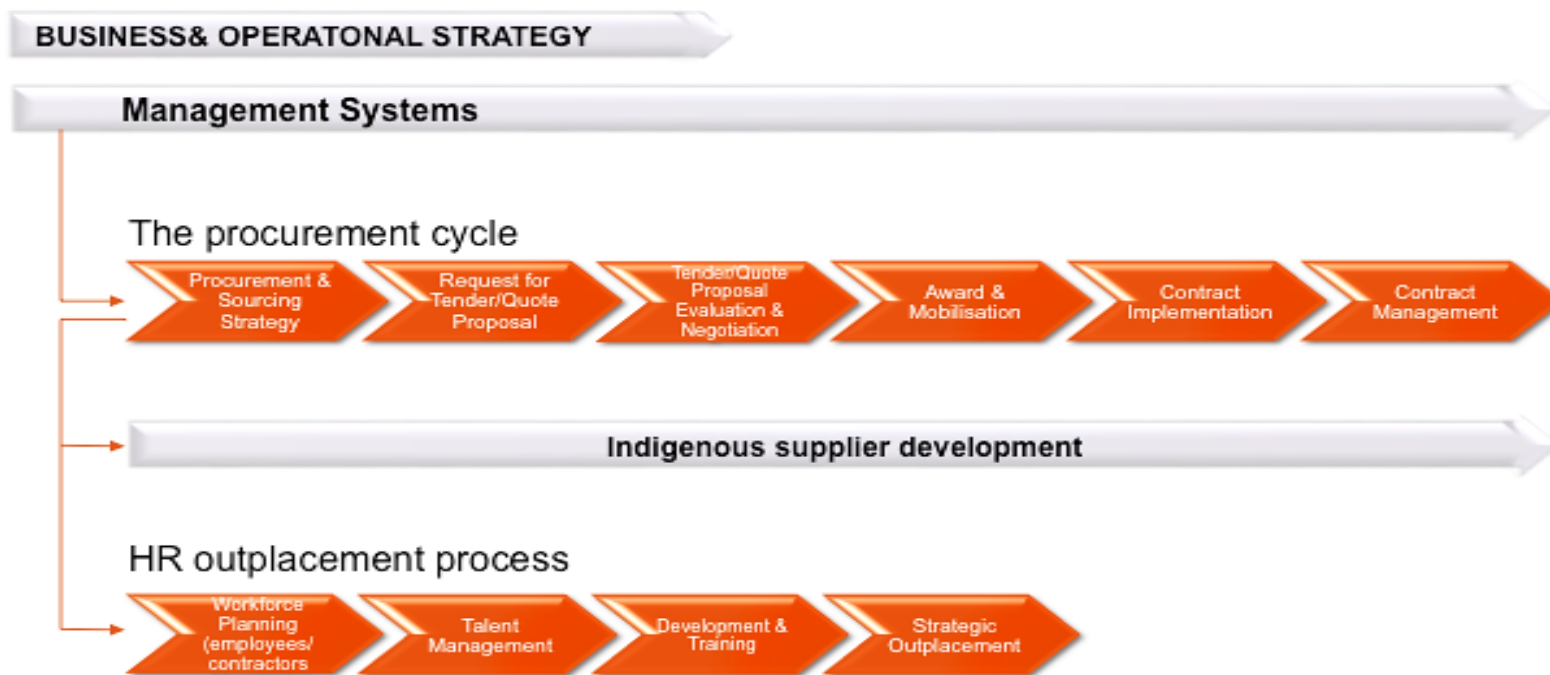 BUSINESS& OPERATONAL STRATEGY
Management Systems
The procurement cycle
Procurement &
Sourcing
Strategy
Request for
Tender/Quote
Proposal
Tender/Quote
Proposal
Evaluation &
Negotiation
Award &
Mobilisation
Contract
Implementation
Contract
Management
Indigenous supplier development
HR outplacement process
Workforce
Planning
(employees/
contractors
Talent
Management
Development &
Training
Strategic
Outplacement